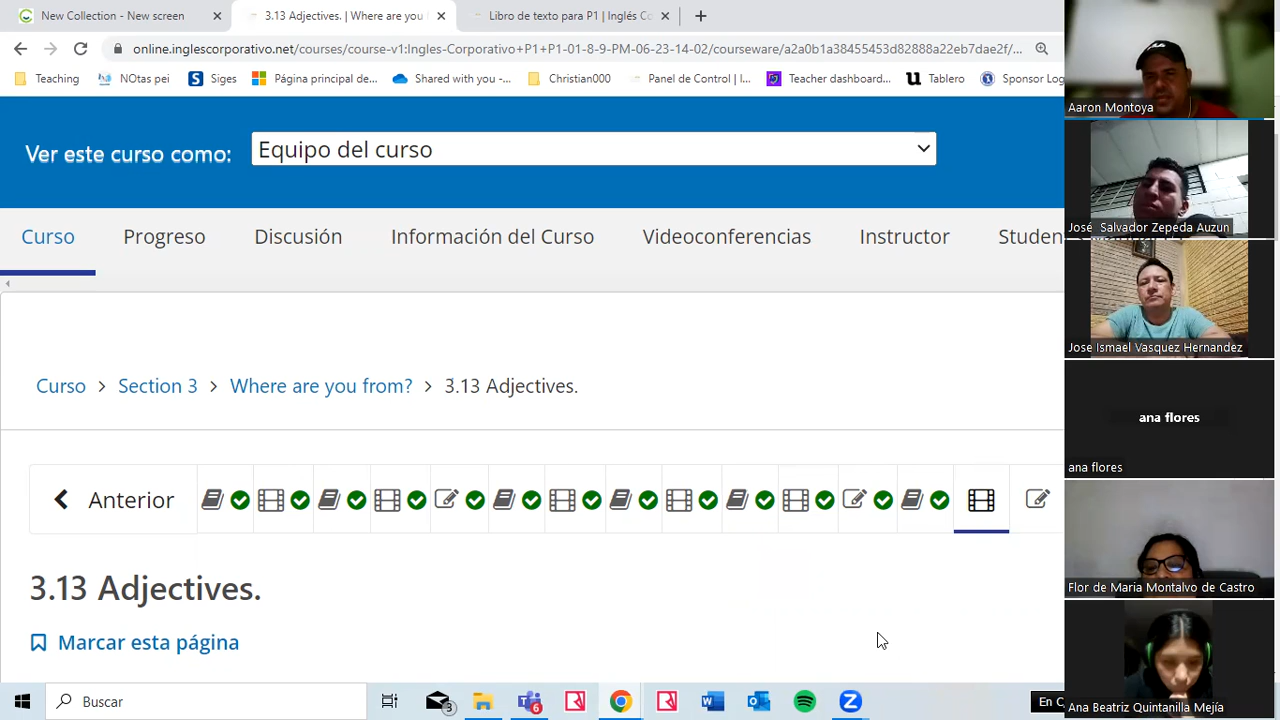 New Collection - New screen
3.13 Adjectives. | Where are you
Libro de texto para P1 | Inglés Co
online.inglescorporativo.net/courses/course-v1:Ingles-Corporativo+P1+P1-01-8-9-PM-06-23-14-02/courseware/a2a0b1a38455453d82888a22eb7dae2f/...
Teaching
NOtas pei
Siges
Página principal de...
Shared with you -...
Christian000
Panel de Control | I...
Teacher dashboard...
Tablero
Sponsor Log
Ver este curso como:
Equipo del curso
Curso
Progreso
Discusión
Información del Curso
Videoconferencias
Instructor
Studen
Curso > Section 3 > Where are you from? > 3.13 Adjectives.
Anterior
3.13 Adjectives.
Marcar esta página
Buscar
3
6
En C
Aaron Montoya
José Salvador Zepeda Auzun
Jose Ismael Vasquez Hernandez
ana flores
ana flores
Flor de Maria Montalvo de Castro
Ana Beatriz Quintanilla Mejía